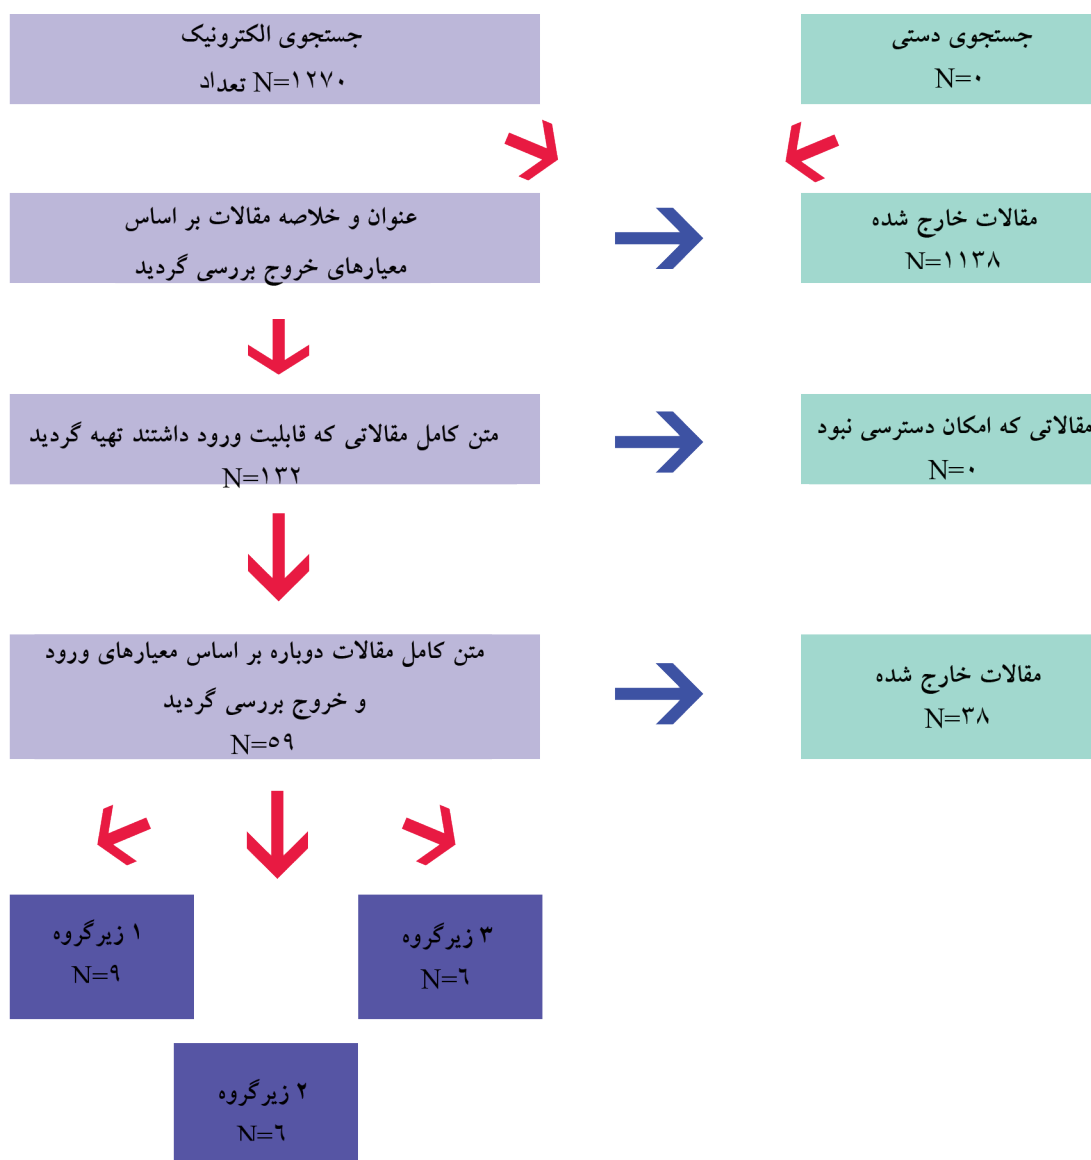 جستجوی الکترونیک
تعداد N=۱۲۷۰
جستجوی دستی
N=۰
عنوان و خلاصه مقالات بر اساس
معیارهای خروج بررسی گردید
مقالات خارج شده
N=۱۱۳۸
متن کامل مقالاتی که قابلیت ورود داشتند تهیه گردید
N=۱۳۲
مقالاتی که امکان دسترسی نبود
N=۰
متن کامل مقالات دوباره بر اساس معیارهای ورود
و خروج بررسی گردید
N=۵۹
مقالات خارج شده
N=۳۸
۱ زیرگروه
N=۹
۳ زیرگروه
N=۶
۲ زیرگروه
N=۶